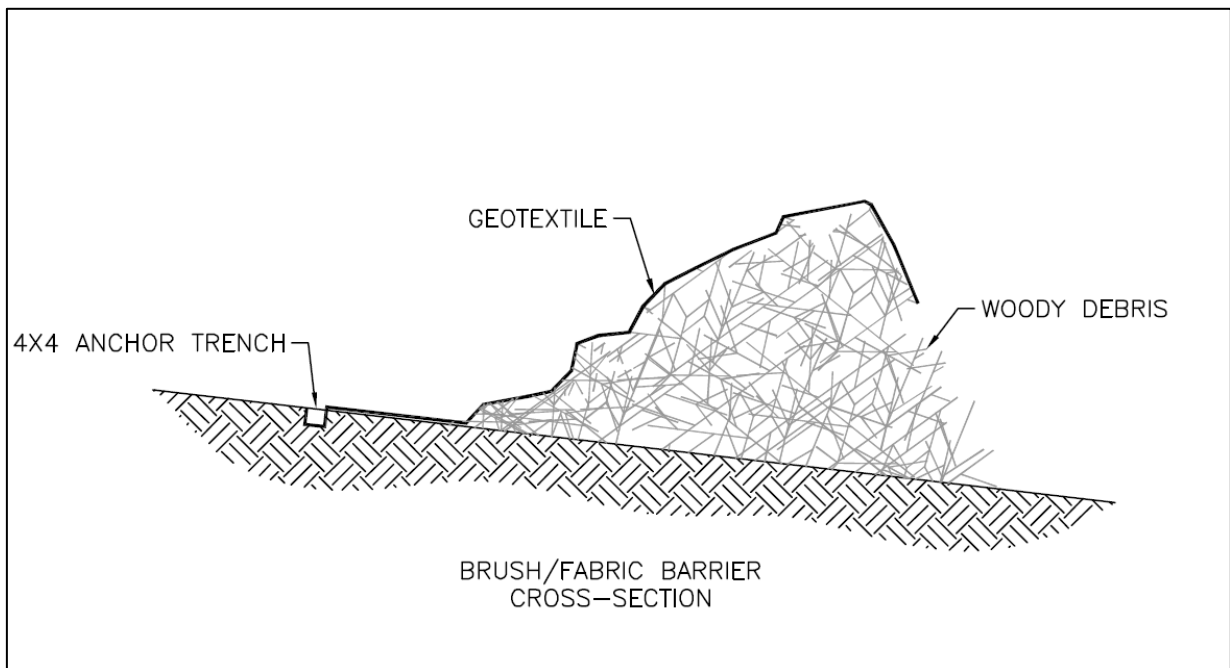 GEOTEXTILE
WOODY DEBRIS
4X4 ANCHOR TRENCH
BRUSH/FABRIC BARRIER
CROSS-SECTION